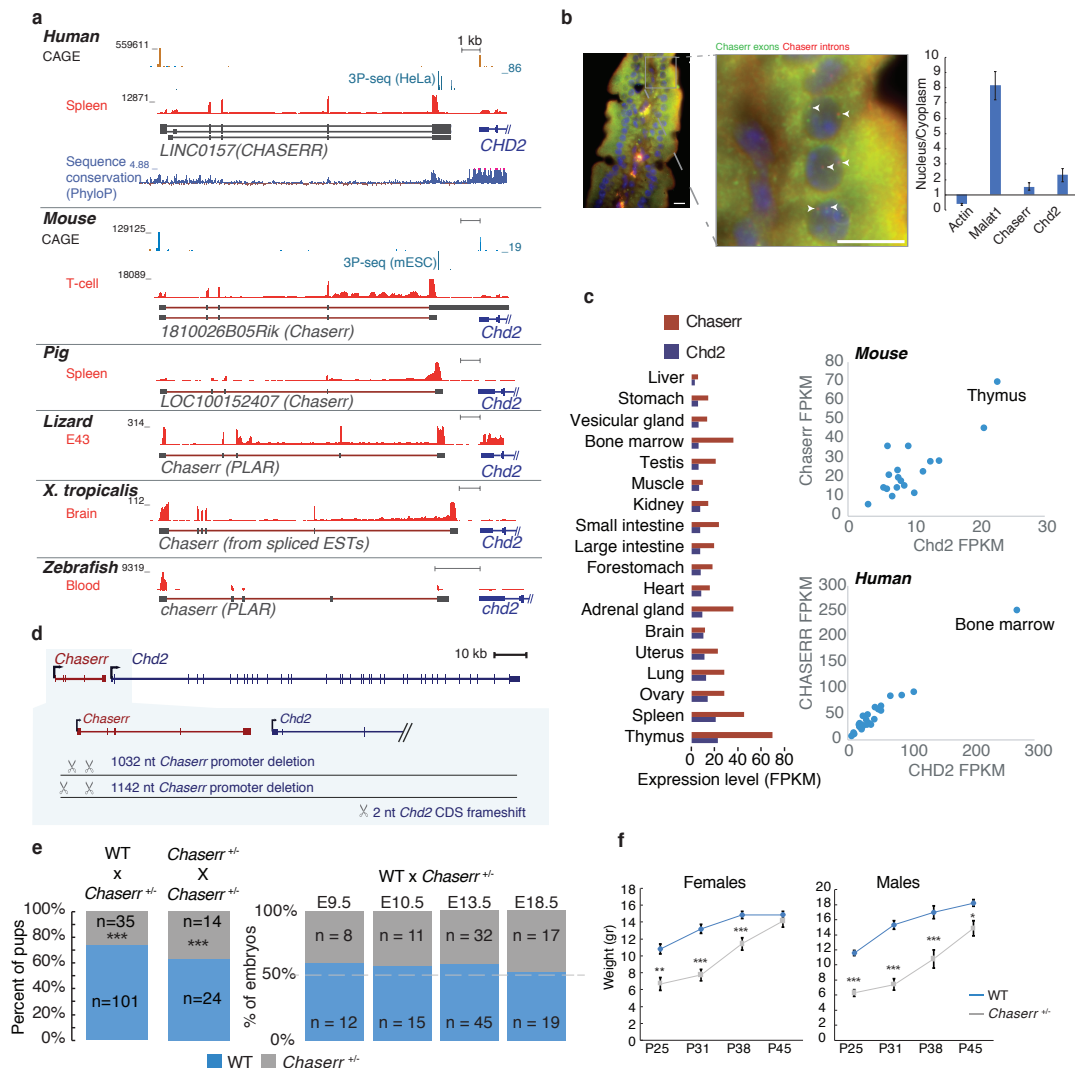 a
Human
CAGE
559611
1 kb
86
3P-seq (HeLa)
Spleen
12871
LINC0157(CHASERR)
CHD2
Sequence conservation (PhyloP)
4.88
Mouse
CAGE
129125
19
3P-seq (mESC)
T-cell
18089
1810026B05Rik (Chaserr)
Chd2
Pig
Spleen
LOC100152407 (Chaserr)
Chd2
Lizard
314
E43
Chaserr (PLAR)
Chd2
X. tropicalis
112
Brain
Chaserr (from spliced ESTs)
Chd2
Zebrafish
9319
Blood
chaserr (PLAR)
chd2
b
Chaserr exons Chaserr introns
Nucleus/Cytoplasm
10
9
8
7
6
5
4
3
2
1
0
Actin
Malat1
Chaserr
Chd2
c
Chaserr
Chd2
Liver
Stomach
Vesicular gland
Bone marrow
Testis
Muscle
Kidney
Small intestine
Large intestine
Forestomach
Heart
Adrenal gland
Brain
Uterus
Lung
Ovary
Spleen
Thymus
0 20 40 60 80
Expression level (FPKM)
Mouse
Chaserr FPKM
80
70
60
50
40
30
20
10
0
Thymus
0 10 20 30
Chd2 FPKM
Human
CHASERR FPKM
300
250
200
150
100
50
0
Bone marrow
0 100 200 300
CHD2 FPKM
d
10 kb
Chaserr
Chd2
Chaserr
Chd2
1032 nt Chaserr promoter deletion
1142 nt Chaserr promoter deletion
2 nt Chd2 CDS frameshift
e
WT x Chaserr +/-
Chaserr +/- X Chaserr +/-
Percent of pups
100%
80%
60%
40%
20%
0%
n=35
***
n=101
n=14
***
n=24
WT x Chaserr +/-
E9.5 E10.5 E13.5 E18.5
% of embryos
100%
50%
0%
n = 8 n = 11 n = 32 n = 17
n = 12 n = 15 n = 45 n = 19
WT Chaserr +/-
f
Females
Weight (gr)
18
16
14
12
10
8
6
4
2
0
** *** ***
P25 P31 P38 P45
Males
20
18
16
14
12
10
8
6
4
2
0
*** *** *** *
WT
Chaserr +/-
P25 P31 P38 P45